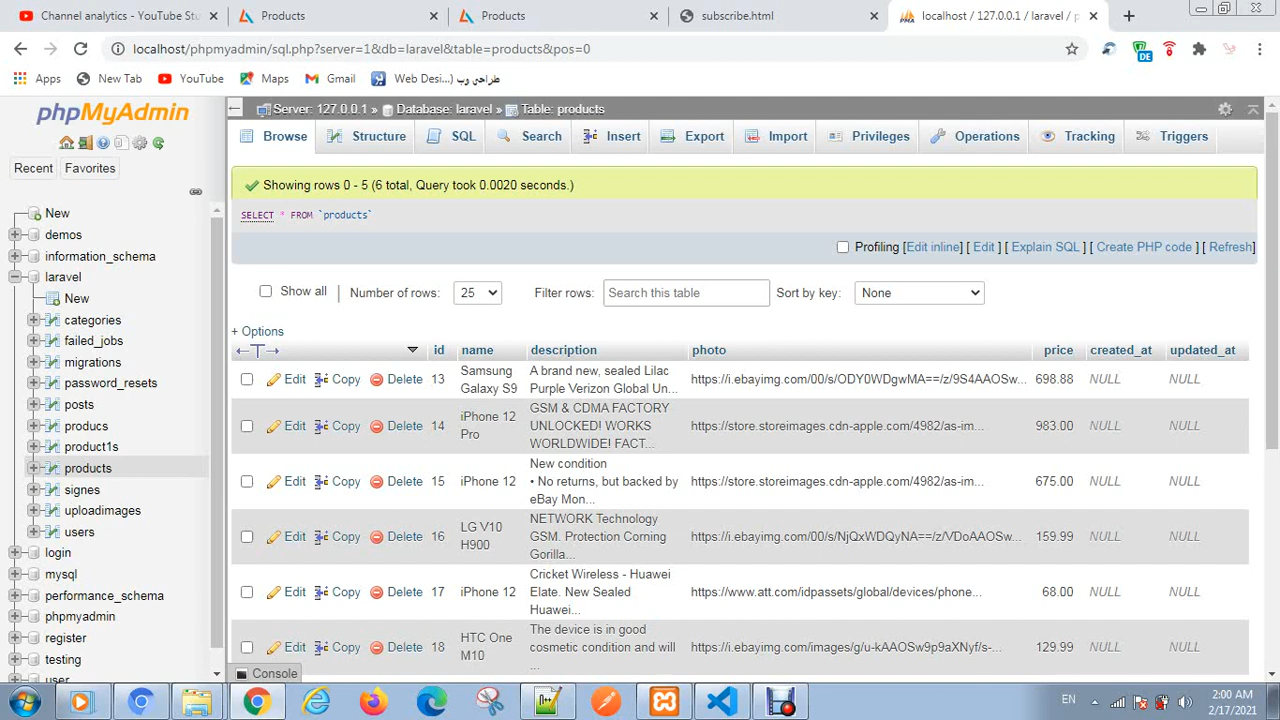 Channel analytics - YouTube Stu
Products
Products
subscribe.html
localhost / 127.0.0.1 / laravel / p
localhost/phpmyadmin/sql.php?server=1&db=laravel&table=products&pos=0
DE
Apps
New Tab
YouTube
Maps
Gmail
Web Desi...) طراحی وب
phpMyAdmin
Server: 127.0.0.1 » Database: laravel » Table: products
Browse
Structure
SQL
Search
Insert
Export
Import
Privileges
Operations
Tracking
Triggers
Recent
Favorites
New
demos
information_schema
laravel
New
categories
failed_jobs
migrations
password_resets
posts
producs
product1s
products
signes
uploadimages
users
login
mysql
performance_schema
phpmyadmin
register
testing
user
Showing rows 0 - 5 (6 total, Query took 0.0020 seconds.)
SELECT * FROM `products`
Profiling [Edit inline] [ Edit ] [ Explain SQL ] [ Create PHP code ] [ Refresh]
Show all
Number of rows:
25
Filter rows:
Search this table
Sort by key:
None
+ Options
←T→
id
name
description
photo
price
created_at
updated_at
Edit Copy Delete
13
Samsung
Galaxy S9
A brand new, sealed Lilac
Purple Verizon Global Un...
https://i.ebayimg.com/00/s/ODY0WDgwMA==/z/9S4AAOSw...
698.88
NULL
NULL
Edit Copy Delete
14
iPhone 12
Pro
GSM & CDMA FACTORY
UNLOCKED! WORKS
WORLDWIDE! FACT...
https://store.storeimages.cdn-apple.com/4982/as-im...
983.00
NULL
NULL
Edit Copy Delete
15
iPhone 12
New condition
• No returns, but backed by
eBay Mon...
https://store.storeimages.cdn-apple.com/4982/as-im...
675.00
NULL
NULL
Edit Copy Delete
16
LG V10
H900
NETWORK Technology
GSM. Protection Corning
Gorilla...
https://i.ebayimg.com/00/s/NjQxWDQyNA==/z/VDoAAOSw...
159.99
NULL
NULL
Edit Copy Delete
17
iPhone 12
Cricket Wireless - Huawei
Elate. New Sealed
Huawei...
https://www.att.com/idpassets/global/devices/phone...
68.00
NULL
NULL
Edit Copy Delete
18
HTC One
M10
The device is in good
cosmetic condition and will
...
https://i.ebayimg.com/images/g/u-kAAOSw9p9aXNyf/s-...
129.99
NULL
NULL
Console
EN
2:00 AM
2/17/2021